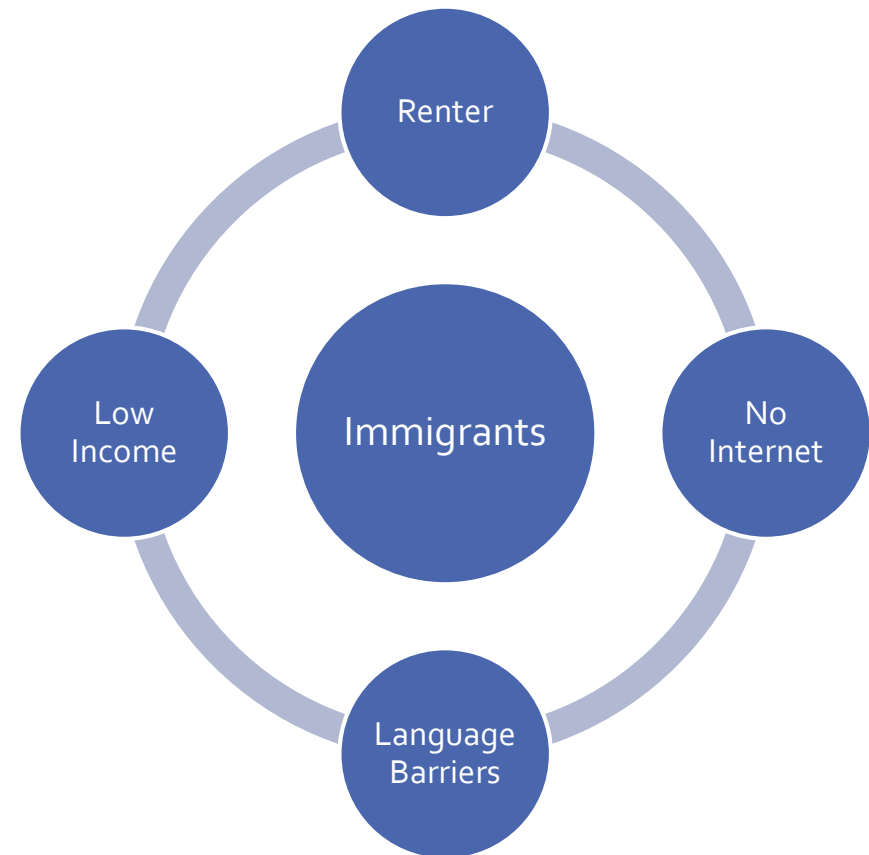 Renter
Low
Income
Immigrants
No
Internet
Language
Barriers